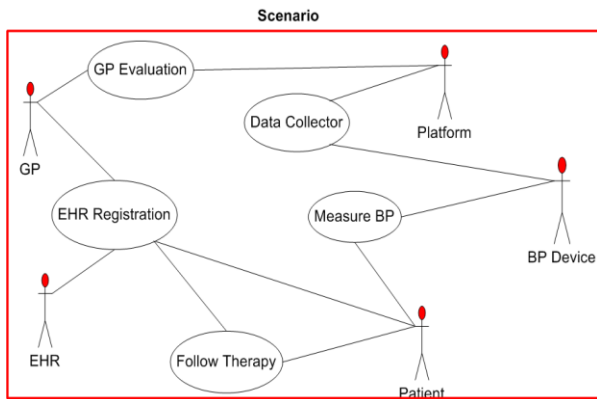 Scenario
GP Evaluation
Data Collector
Platform
GP
EHR Registration
Measure BP
BP Device
EHR
Follow Therapy
Patient